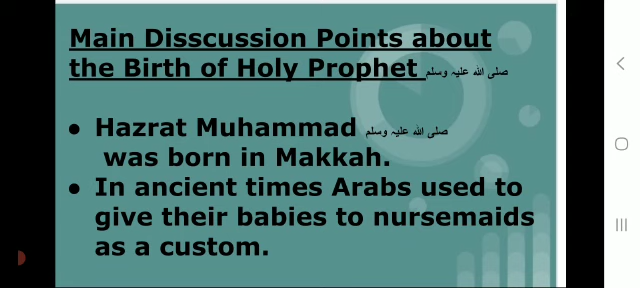 Main Disscussion Points about
the Birth of Holy Prophet صلی اللہ علیہ وسلم
● Hazrat Muhammad صلی اللہ علیہ وسلم
was born in Makkah.
● In ancient times Arabs used to
give their babies to nursemaids
as a custom.